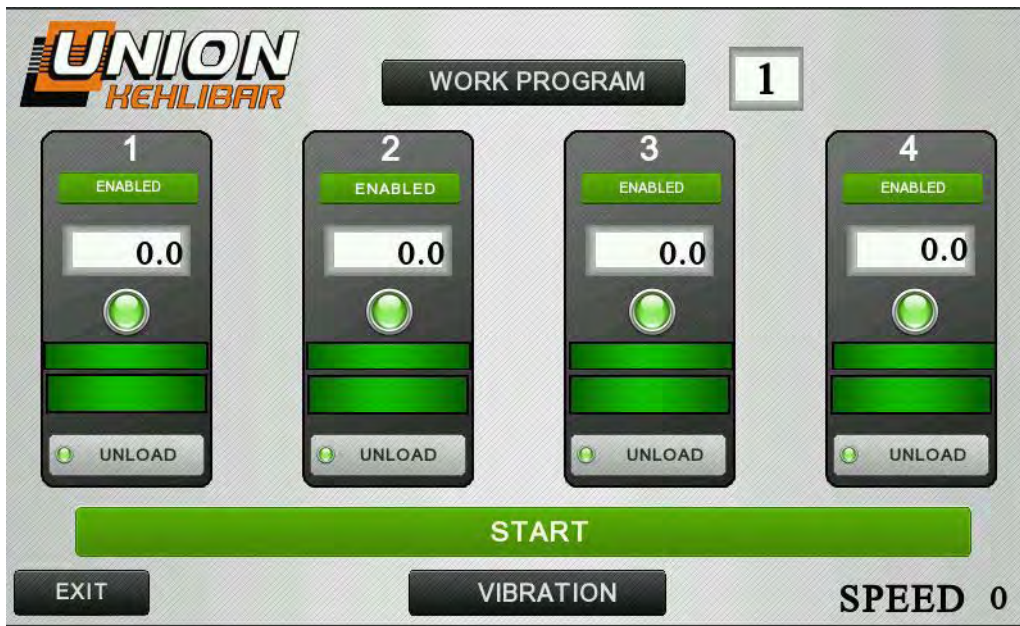 UNION
KEHLIBAR
WORK PROGRAM 1
1 2 3 4
ENABLED ENABLED ENABLED ENABLED
0.0 0.0 0.0 0.0
UNLOAD UNLOAD UNLOAD UNLOAD
START
EXIT VIBRATION SPEED 0